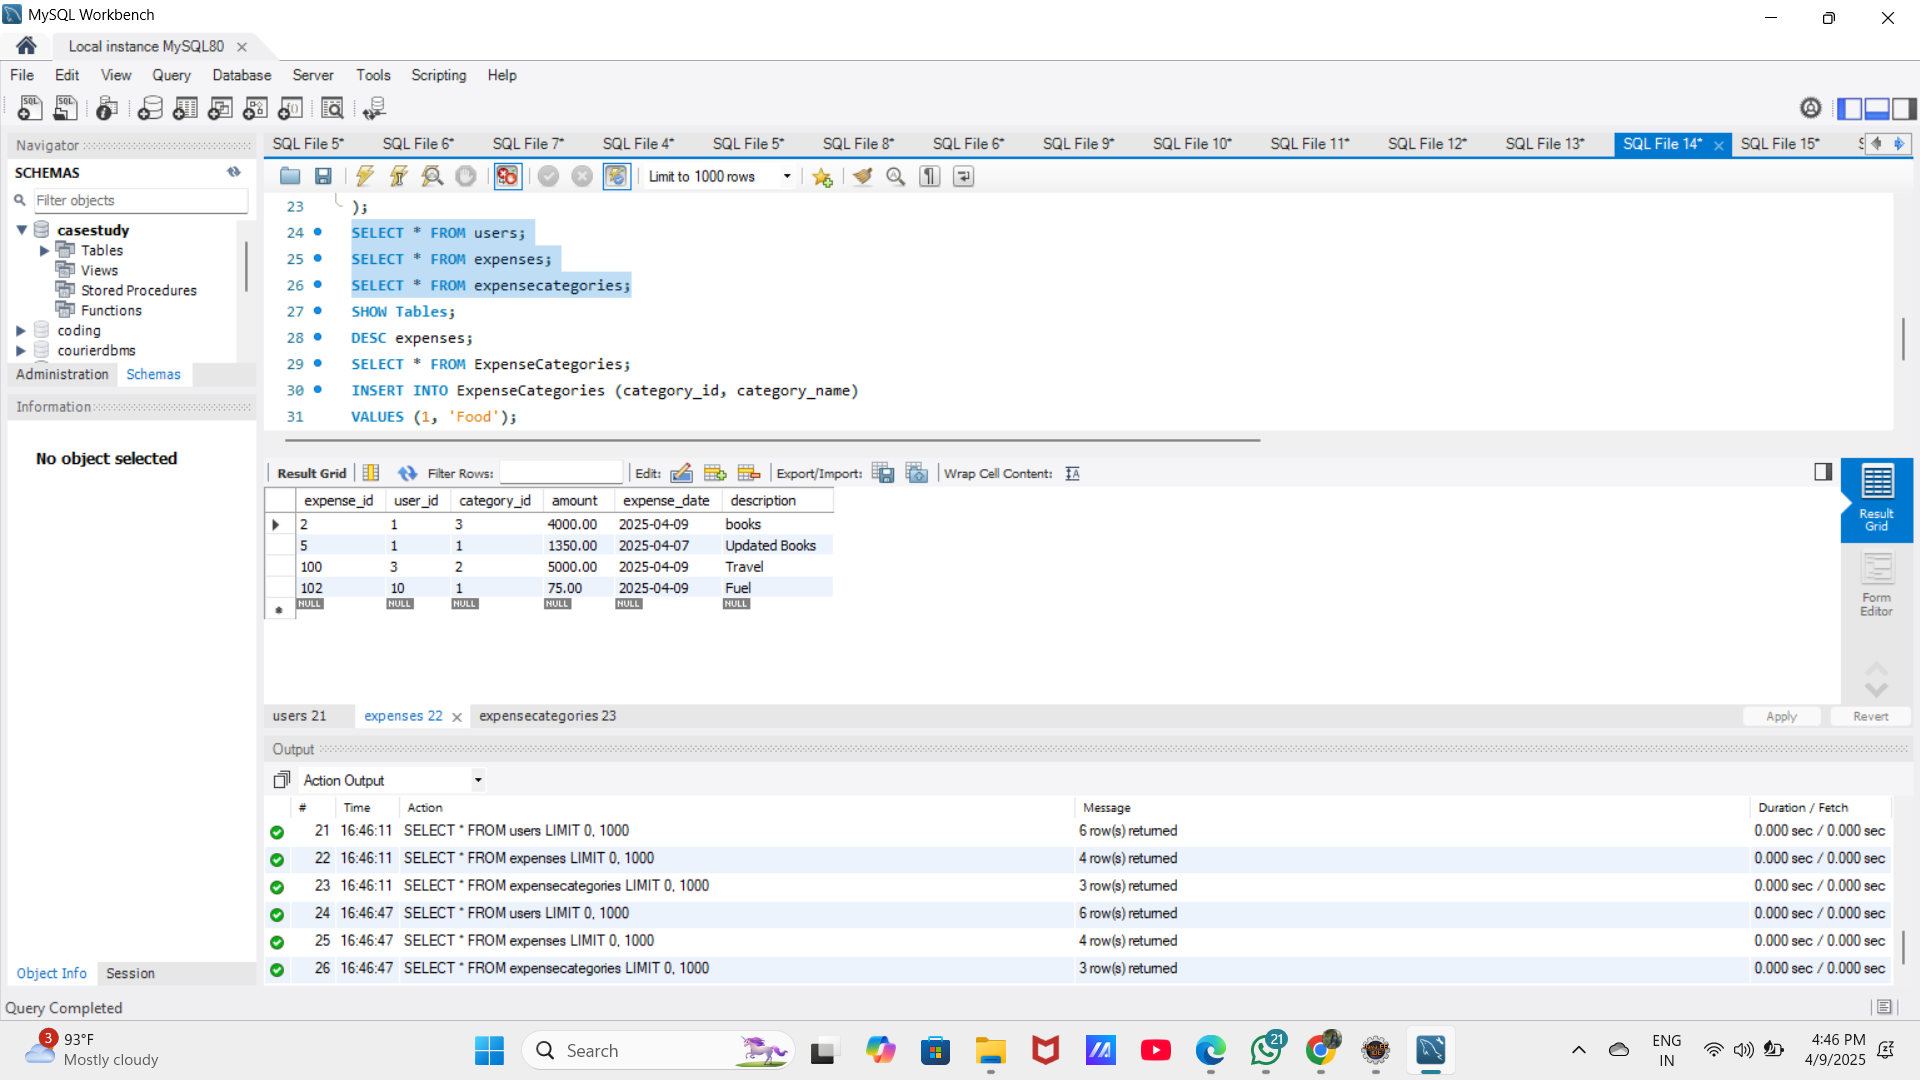 MySQL Workbench
Local instance MySQL80
File Edit View Query Database Server Tools Scripting Help
Navigator
SCHEMAS
Filter objects
casestudy
Tables
Views
Stored Procedures
Functions
coding
courierdbms
Administration Schemas
Information
No object selected
Object Info Session
SQL File 5* SQL File 6* SQL File 7* SQL File 4* SQL File 5* SQL File 8* SQL File 6* SQL File 9* SQL File 10* SQL File 11* SQL File 12* SQL File 13* SQL File 14* SQL File 15*
Limit to 1000 rows
23 );
24 SELECT * FROM users;
25 SELECT * FROM expenses;
26 SELECT * FROM expensecategories;
27 SHOW Tables;
28 DESC expenses;
29 SELECT * FROM ExpenseCategories;
30 INSERT INTO ExpenseCategories (category_id, category_name)
31 VALUES (1, 'Food');
Result Grid Filter Rows: Edit: Export/Import: Wrap Cell Content:
expense_id user_id category_id amount expense_date description
2 1 3 4000.00 2025-04-09 books
5 1 1 1350.00 2025-04-07 Updated Books
100 3 2 5000.00 2025-04-09 Travel
102 10 1 75.00 2025-04-09 Fuel
NULL NULL NULL NULL NULL NULL
Result
Grid
Form
Editor
users 21 expenses 22 expensecategories 23 Apply Revert
Output
Action Output
# Time Action Message Duration / Fetch
21 16:46:11 SELECT * FROM users LIMIT 0, 1000 6 row(s) returned 0.000 sec / 0.000 sec
22 16:46:11 SELECT * FROM expenses LIMIT 0, 1000 4 row(s) returned 0.000 sec / 0.000 sec
23 16:46:11 SELECT * FROM expensecategories LIMIT 0, 1000 3 row(s) returned 0.000 sec / 0.000 sec
24 16:46:47 SELECT * FROM users LIMIT 0, 1000 6 row(s) returned 0.000 sec / 0.000 sec
25 16:46:47 SELECT * FROM expenses LIMIT 0, 1000 4 row(s) returned 0.000 sec / 0.000 sec
26 16:46:47 SELECT * FROM expensecategories LIMIT 0, 1000 3 row(s) returned 0.000 sec / 0.000 sec
Query Completed
3
93°F
Mostly cloudy
Search
21
ENG
IN
4:46 PM
4/9/2025